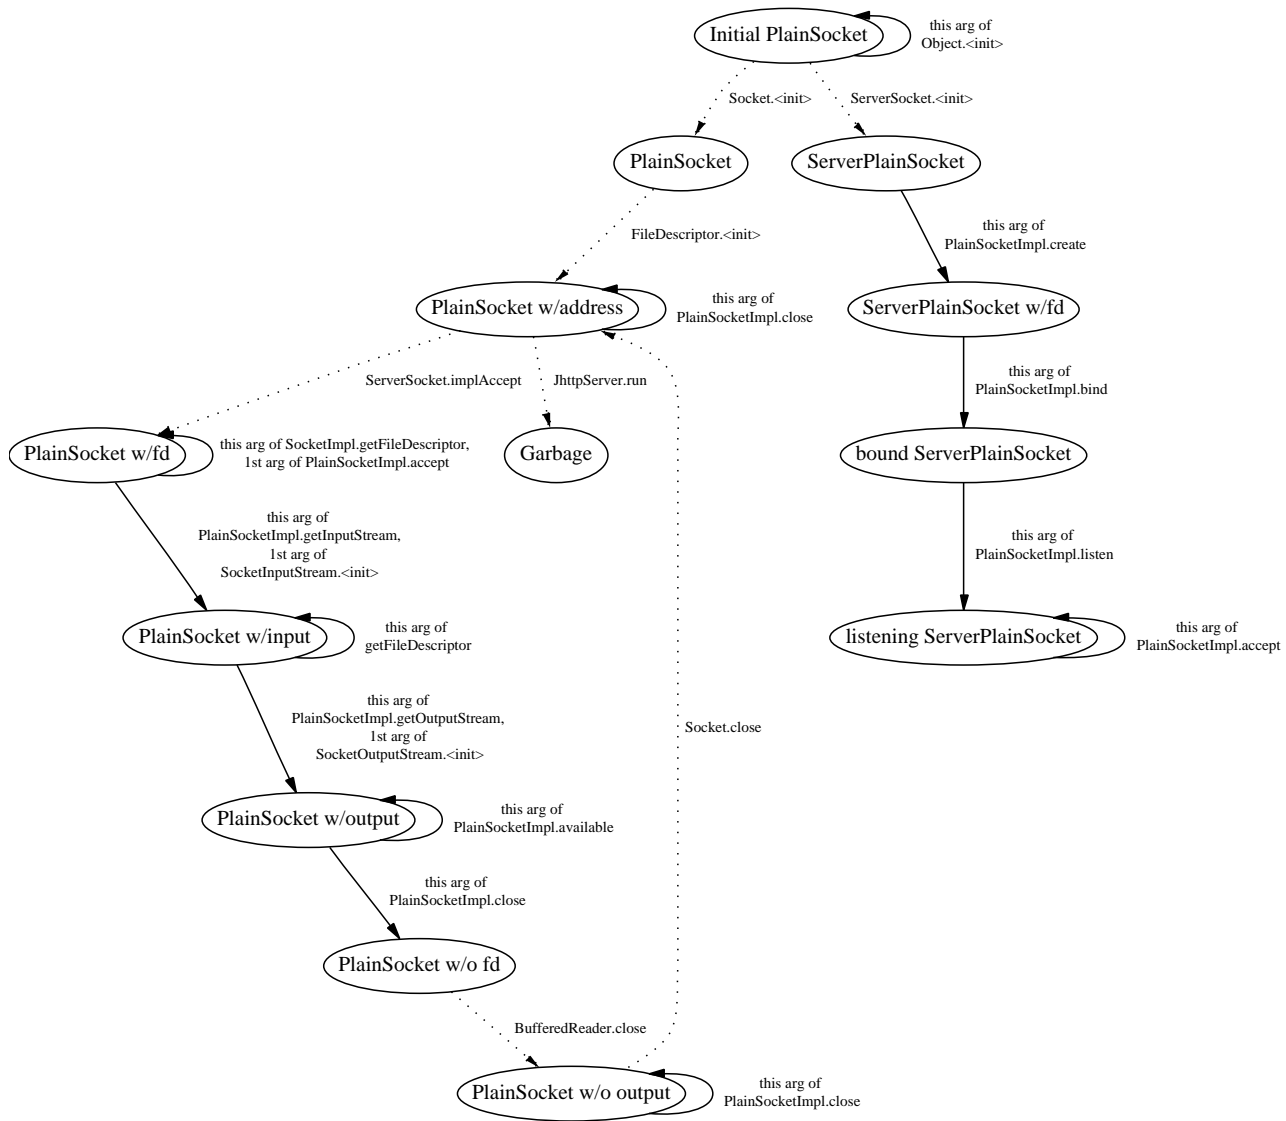 Initial PlainSocket
this arg of
Object.<init>
Socket.<init>
ServerSocket.<init>
PlainSocket
ServerPlainSocket
FileDescriptor.<init>
this arg of
PlainSocketImpl.create
PlainSocket w/address
this arg of
PlainSocketImpl.close
ServerPlainSocket w/fd
ServerSocket.implAccept
JhttpServer.run
this arg of
PlainSocketImpl.bind
PlainSocket w/fd
this arg of SocketImpl.getFileDescriptor,
1st arg of PlainSocketImpl.accept
Garbage
bound ServerPlainSocket
this arg of
PlainSocketImpl.getInputStream,
1st arg of
SocketInputStream.<init>
this arg of
PlainSocketImpl.listen
PlainSocket w/input
this arg of
getFileDescriptor
listening ServerPlainSocket
this arg of
PlainSocketImpl.accept
this arg of
PlainSocketImpl.getOutputStream,
1st arg of
SocketOutputStream.<init>
Socket.close
PlainSocket w/output
this arg of
PlainSocketImpl.available
this arg of
PlainSocketImpl.close
PlainSocket w/o fd
BufferedReader.close
PlainSocket w/o output
this arg of
PlainSocketImpl.close